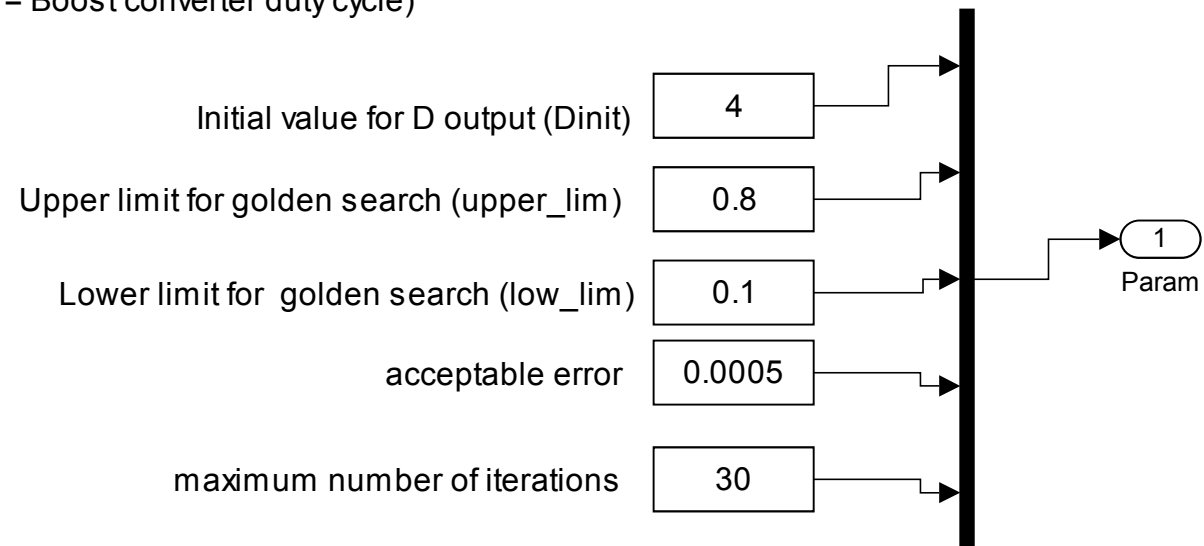 = Boost converter duty cycle)
Initial value for D output (Dinit)
4
Upper limit for golden search (upper_lim)
0.8
1
Param
Lower limit for golden search (low_lim)
0.1
acceptable error
0.0005
maximum number of iterations
30